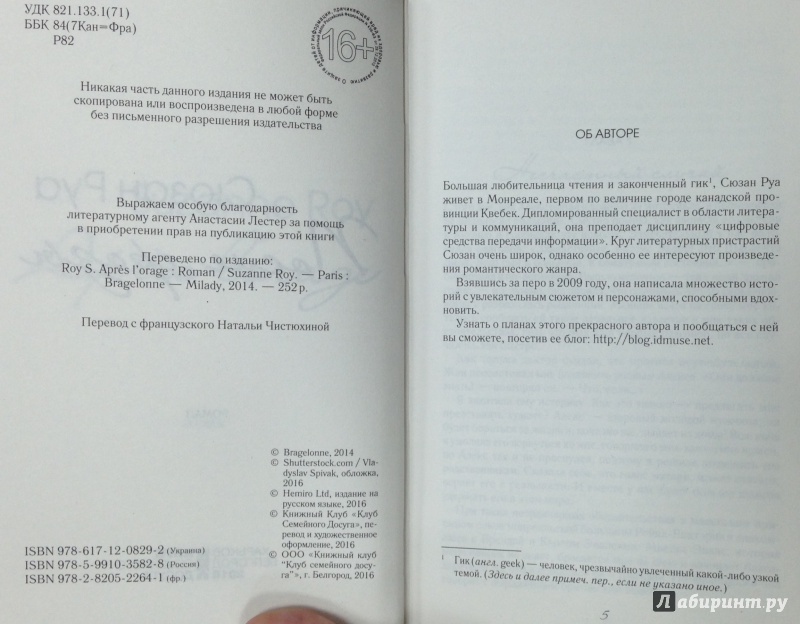 УДК 821.133.1(71)
ББК 84(7Кан=Фра)
Р82
16+
Никакая часть данного издания не может быть
скопирована или воспроизведена в любой форме
без письменного разрешения издательства
Выражаем особую благодарность
литературному агенту Анастасии Лестер за помощь
в приобретении прав на публикацию этой книги
Переведено по изданию:
Roy S. Après l'orage : Roman / Suzanne Roy. — Paris :
Bragelonne — Milady, 2014. — 252 p.
Перевод с французского Натальи Чистюхиной
© Bragelonne, 2014
© Shutterstock.com / Vla-
dyslav Spivak, обложка,
2016
© Hemiro Ltd, издание на
русском языке, 2016
© Книжный Клуб «Клуб
Семейного Досуга», пе-
ревод и художественное
оформление, 2016
© ООО «Книжный клуб
"Клуб семейного досу-
га"», г. Белгород, 2016
ISBN 978-617-12-0829-2 (Украина)
ISBN 978-5-9910-3582-8 (Россия)
ISBN 978-2-8205-2264-1 (фр.)
ОБ АВТОРЕ
Большая любительница чтения и законченный гик¹, Сюзан Руа
живет в Монреале, первом по величине городе канадской про-
винции Квебек. Дипломированный специалист в области литера-
туры и коммуникаций, она преподает дисциплину «цифровые
средства передачи информации». Круг литературных пристрастий
Сюзан очень широк, однако особенно ее интересуют произве-
дения романтического жанра.
Взявшись за перо в 2009 году, она написала множество исто-
рий с увлекательным сюжетом и персонажами, способными вдох-
новить.
Узнать о планах этого прекрасного автора и пообщаться с ней
вы сможете, посетив ее блог: http://blog.idmuse.net.
¹ Гик (англ. geek) — человек, чрезвычайно увлеченный какой-либо узкой
темой. (Здесь и далее примеч. пер., если не указано иное.)
5
Лабиринт.ру